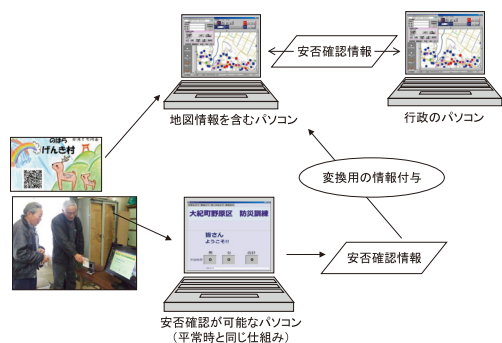 安否確認情報
地図情報を含むパソコン
行政のパソコン
のはら
げんき村
変換用の情報付与
大紀町野原区 防災訓練
皆さん
ようこそ!!
安否確認情報
安否確認が可能なパソコン
(平常時と同じ仕組み)